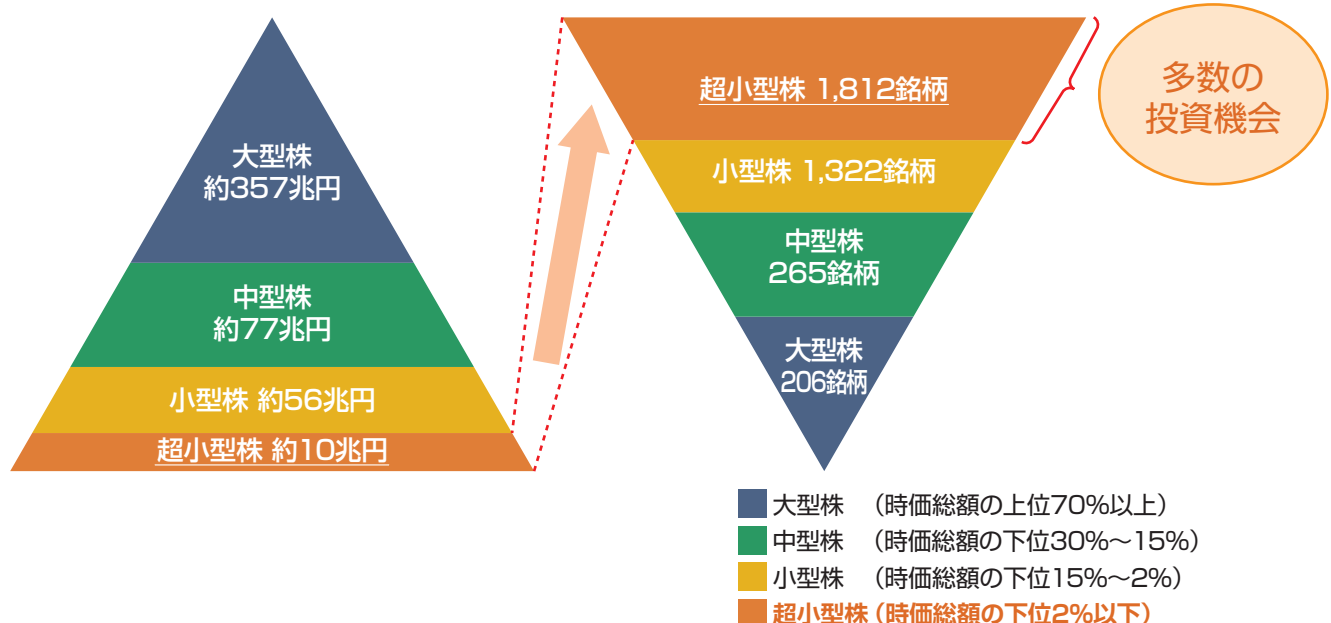 大型株
約357兆円
中型株
約77兆円
小型株 約56兆円
超小型株 約10兆円
超小型株 1,812銘柄
小型株 1,322銘柄
中型株
265銘柄
大型株
206銘柄
多数の
投資機会
大型株 （時価総額の上位70%以上）
中型株 （時価総額の下位30%～15%）
小型株 （時価総額の下位15%～2%）
超小型株（時価総額の下位2%以下）